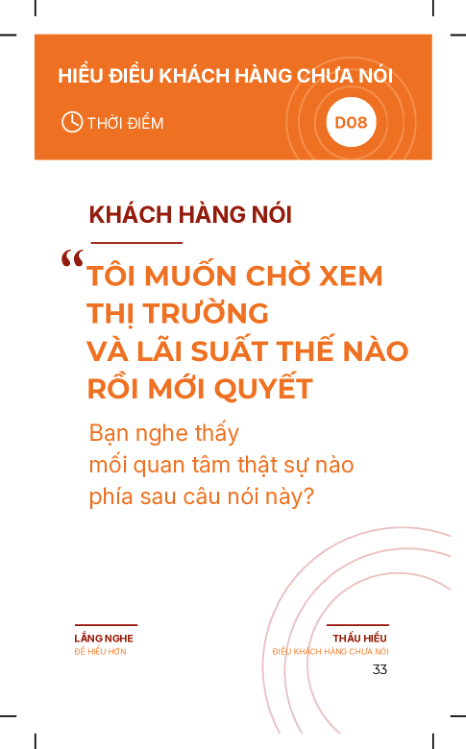 HIỂU ĐIỀU KHÁCH HÀNG CHƯA NÓI
THỜI ĐIỂM
D08
KHÁCH HÀNG NÓI
“
TÔI MUỐN CHỜ XEM
THỊ TRƯỜNG
VÀ LÃI SUẤT THẾ NÀO
RỒI MỚI QUYẾT
Bạn nghe thấy
mối quan tâm thật sự nào
phía sau câu nói này?
LẮNG NGHE
ĐỂ HIỂU HƠN
THẤU HIỂU
ĐIỀU KHÁCH HÀNG CHƯA NÓI
33